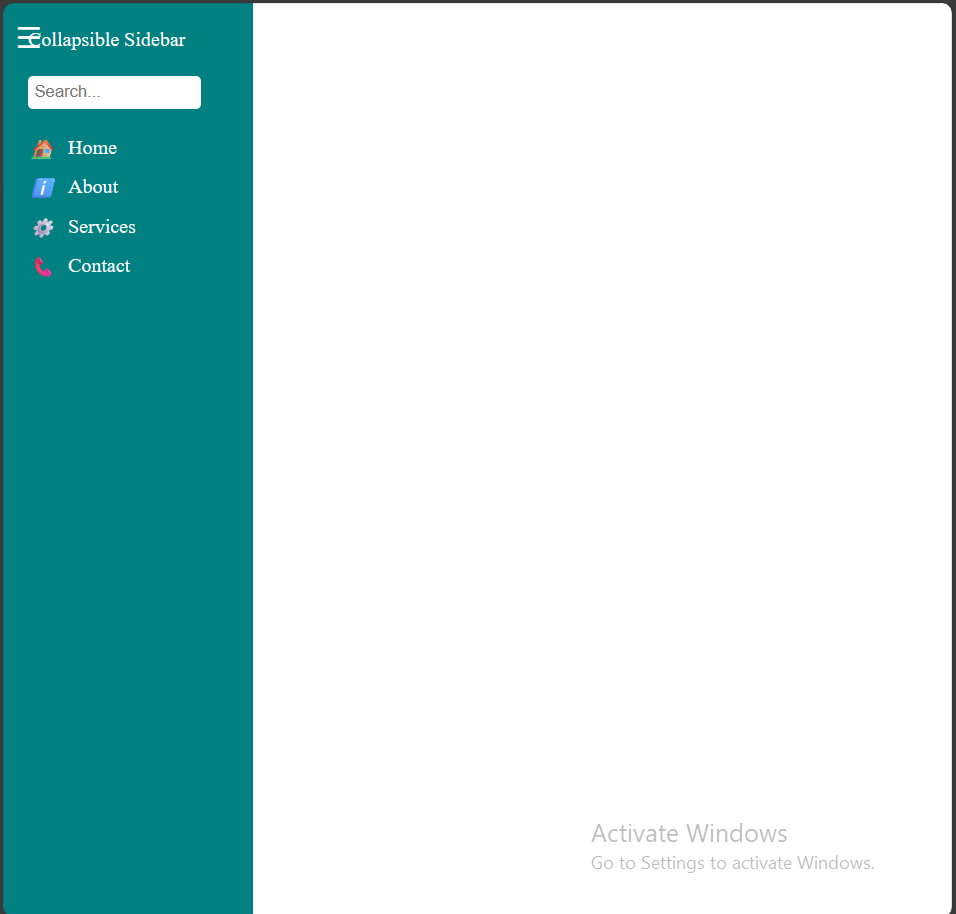 Collapsible Sidebar
Search...
Home
About
Services
Contact
Activate Windows
Go to Settings to activate Windows.